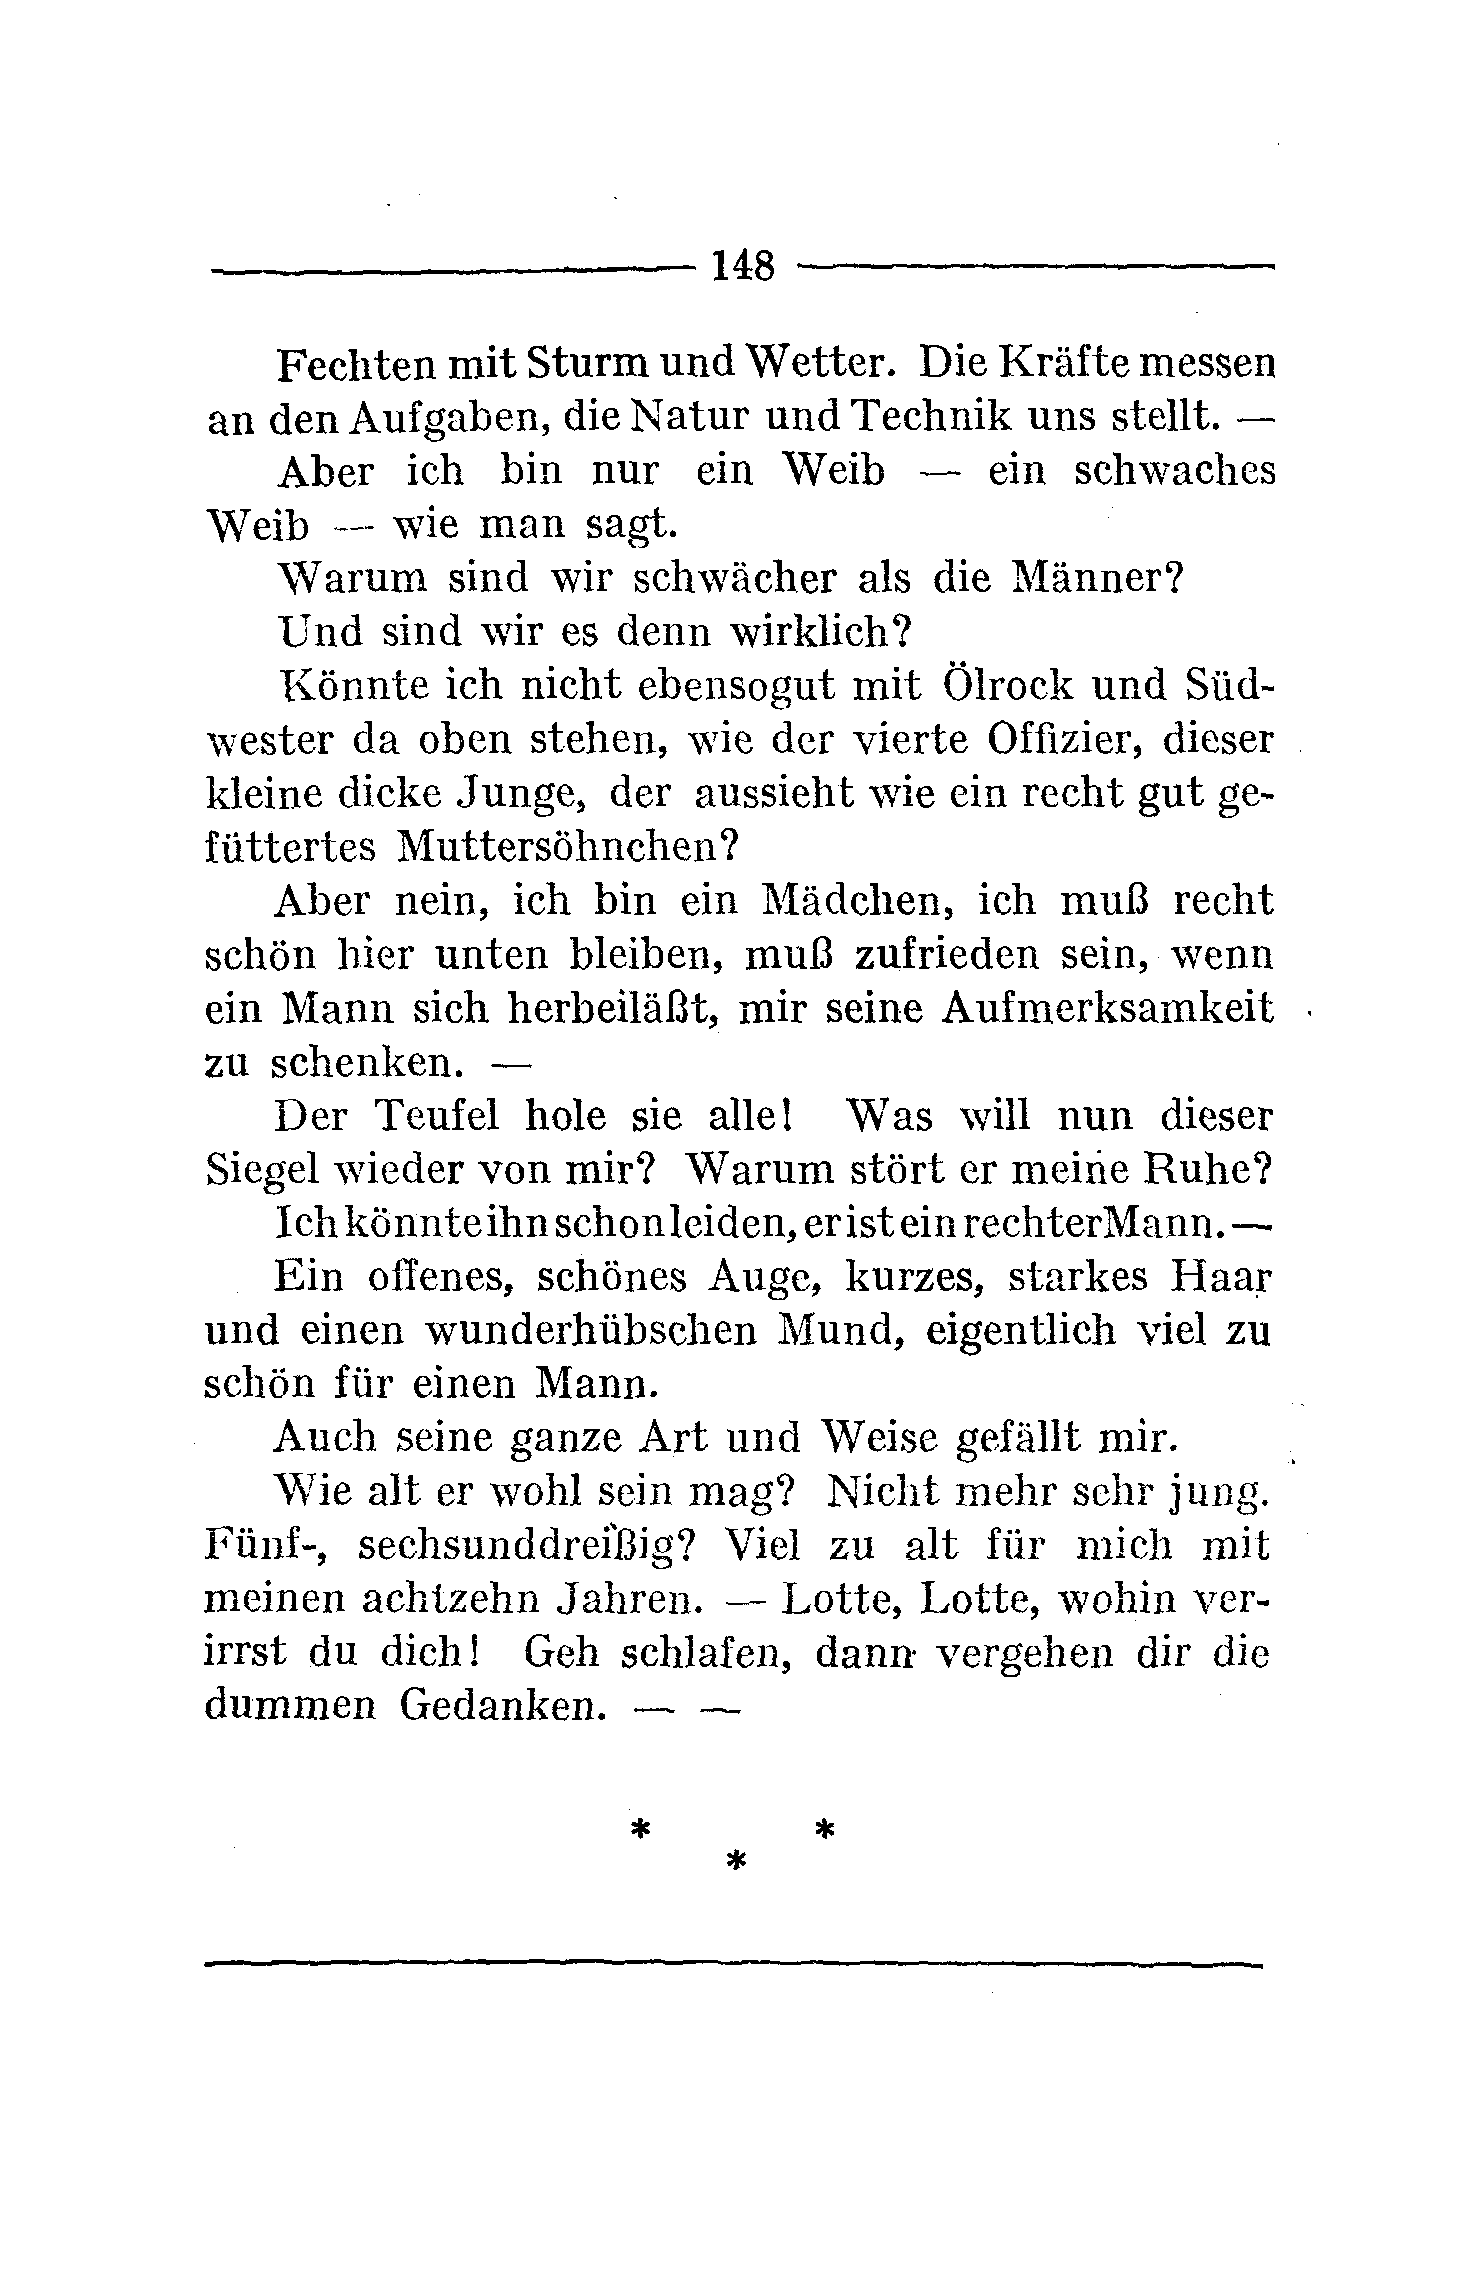 148
Fechten mit Sturm und Wetter. Die Kräfte messen
an den Aufgaben, die Natur und Technik uns stellt. —
Aber ich bin nur ein Weib — ein schwaches
Weib — wie man sagt.
Warum sind wir schwächer als die Männer?
Und sind wir es denn wirklich?
Könnte ich nicht ebensogut mit Ölrock und Süd-
wester da oben stehen, wie der vierte Offizier, dieser
kleine dicke Junge, der aussieht wie ein recht gut ge-
füttertes Muttersöhnchen?
Aber nein, ich bin ein Mädchen, ich muß recht
schön hier unten bleiben, muß zufrieden sein, wenn
ein Mann sich herbeiläßt, mir seine Aufmerksamkeit
zu schenken. —
Der Teufel hole sie alle! Was will nun dieser
Siegel wieder von mir? Warum stört er meine Ruhe?
Ich könnte ihn schon leiden, er ist ein rechter Mann. —
Ein offenes, schönes Auge, kurzes, starkes Haar
und einen wunderhübschen Mund, eigentlich viel zu
schön für einen Mann.
Auch seine ganze Art und Weise gefällt mir.
Wie alt er wohl sein mag? Nicht mehr sehr jung.
Fünf-, sechsunddreißig? Viel zu alt für mich mit
meinen achtzehn Jahren. — Lotte, Lotte, wohin ver-
irrst du dich! Geh schlafen, dann vergehen dir die
dummen Gedanken. — —
* *
*